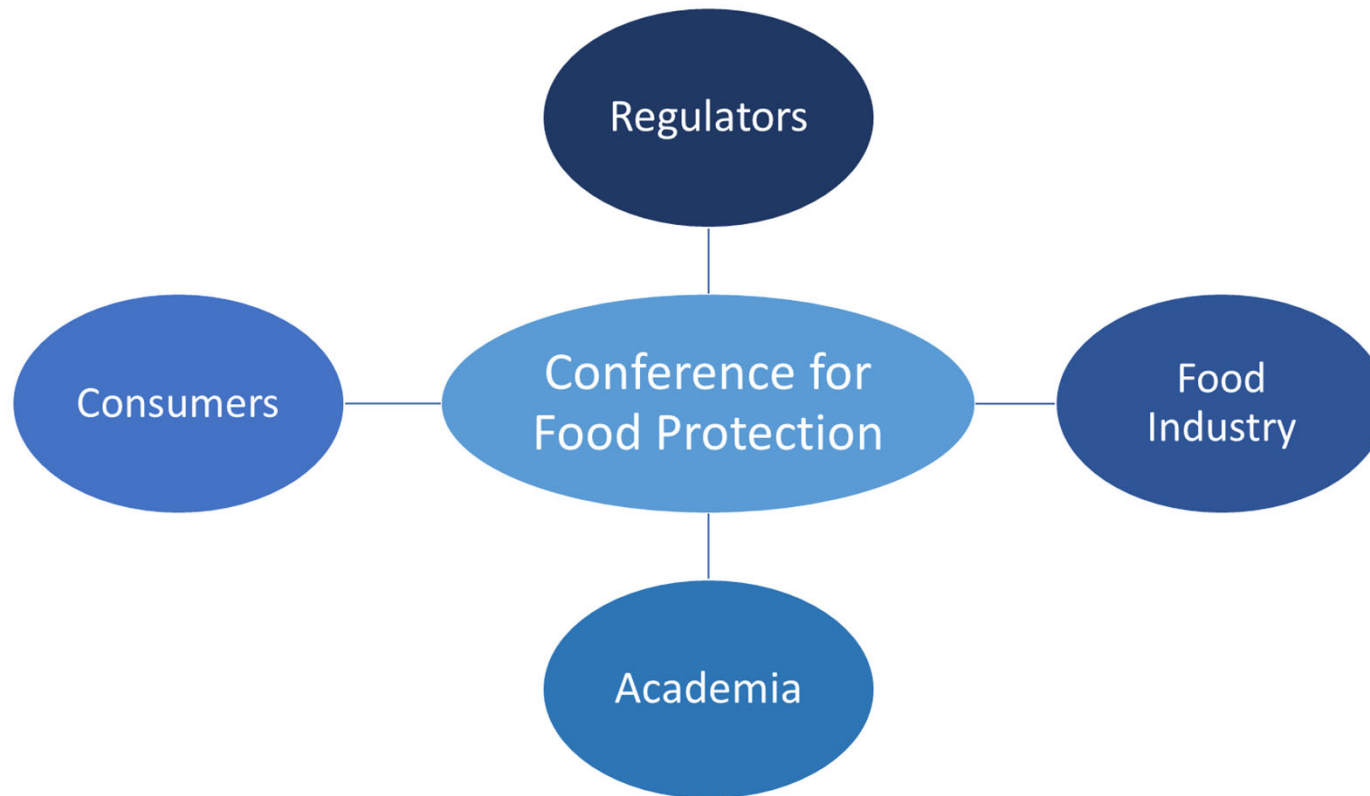 Regulators
Consumers
Conference for
Food Protection
Food
Industry
Academia